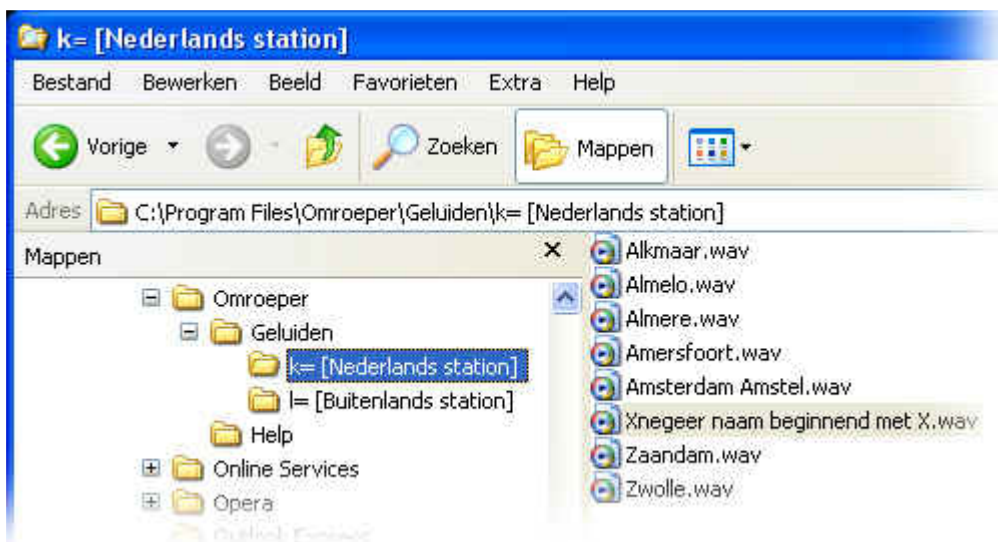 k= [Nederlands station]
Bestand Bewerken Beeld Favorieten Extra Help
Vorige Zoeken Mappen
Adres C:\Program Files\Omroeper\Geluiden\k= [Nederlands station]
Mappen
Omroeper
Geluiden
k= [Nederlands station]
l= [Buitenlands station]
Help
Online Services
Opera
Outlook Express
Alkmaar.wav
Almelo.wav
Almere.wav
Amersfoort.wav
Amsterdam Amstel.wav
Xnegeer naam beginnend met X.wav
Zaandam.wav
Zwolle.wav